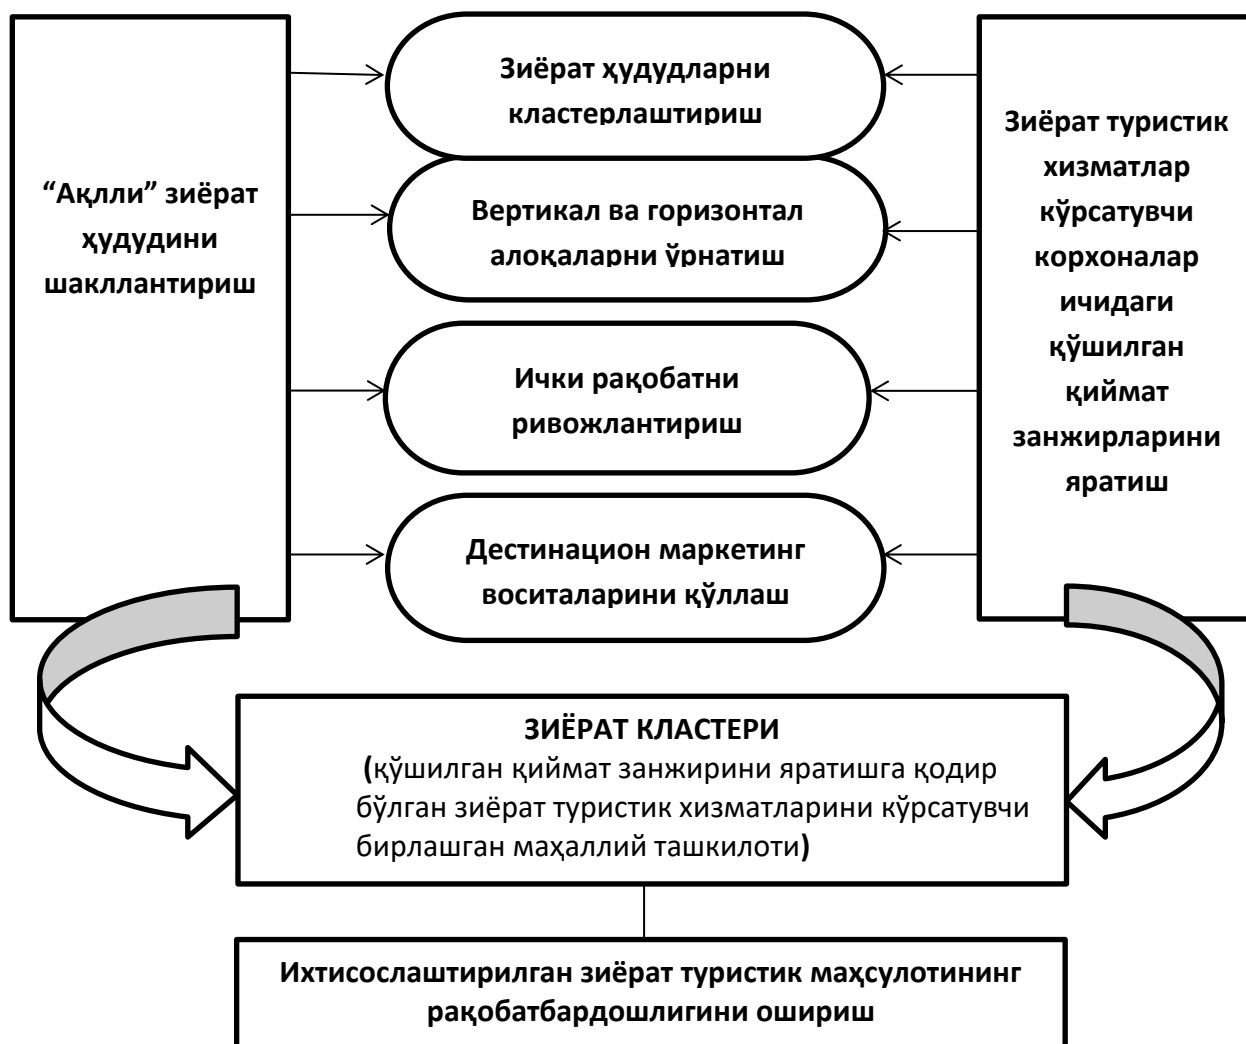 “Ақлли” зиёрат
ҳудудини
шакллантириш
Зиёрат ҳудудларни
кластерлаштириш
Вертикал ва горизонтал
алоқаларни ўрнатиш
Ички рақобатни
ривожлантириш
Дестинацион маркетинг
воситаларини қўллаш
Зиёрат туристик
хизматлар
кўрсатувчи
корхоналар
ичидаги
қўшилган
қиймат
занжирларини
яратиш
ЗИЁРАТ КЛАСТЕРИ
(қўшилган қиймат занжирини яратишга қодир
бўлган зиёрат туристик хизматларини кўрсатувчи
бирлашган маҳаллий ташкилоти)
Ихтисослаштирилган зиёрат туристик маҳсулотининг
рақобатбардошлигини ошириш